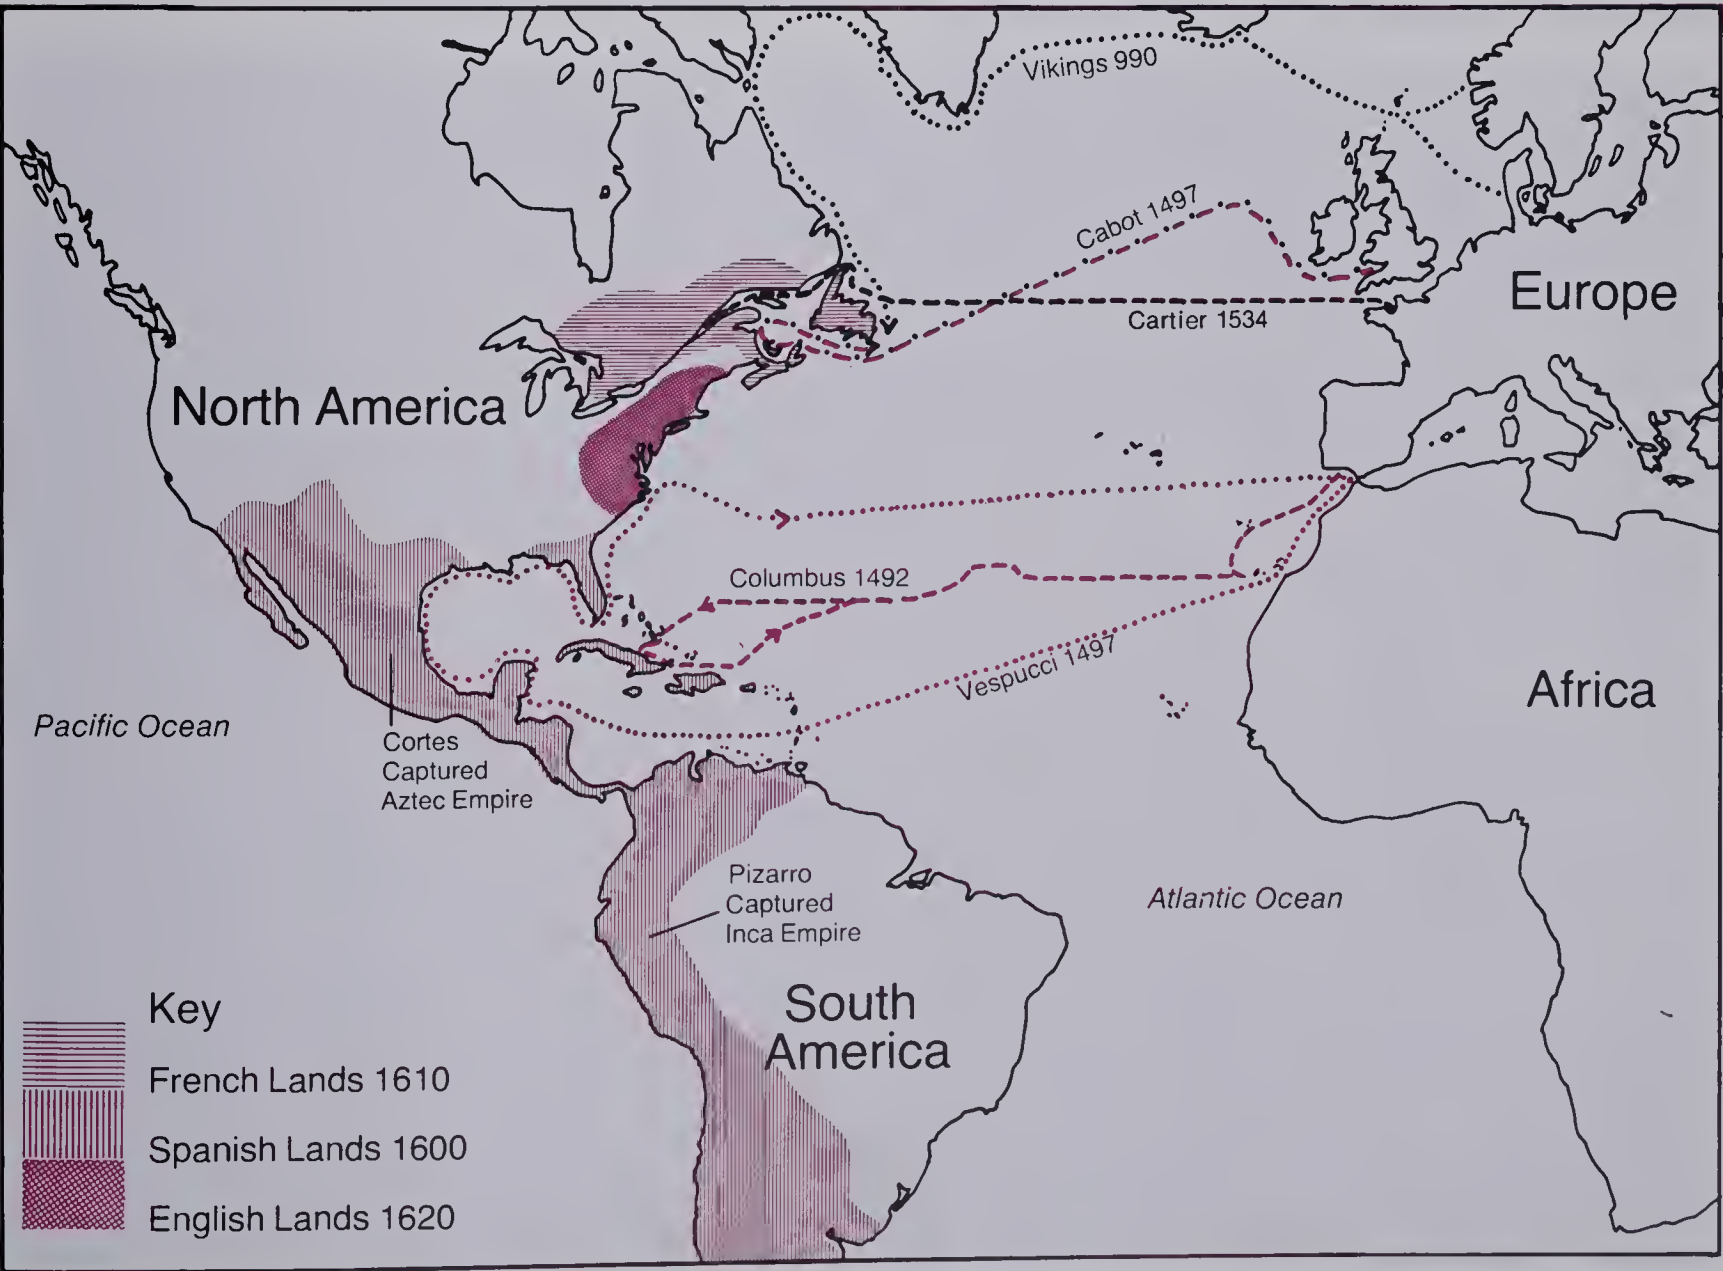 Vikings 990
Cabot 1497
Europe
Cartier 1534
North America
Columbus 1492
Vespucci 1497
Africa
Pacific Ocean
Cortes
Captured
Aztec Empire
Pizarro
Captured
Inca Empire
Atlantic Ocean
South
America
Key
French Lands 1610
Spanish Lands 1600
English Lands 1620